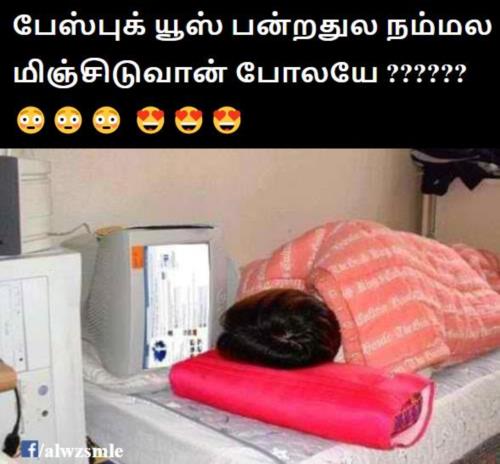 பேஸ்புக் யூஸ் பன்றதுல நம்மல
மிஞ்சிடுவான் போலயே ??????
😳😳😳 😍😍😍
f/alwzsmle